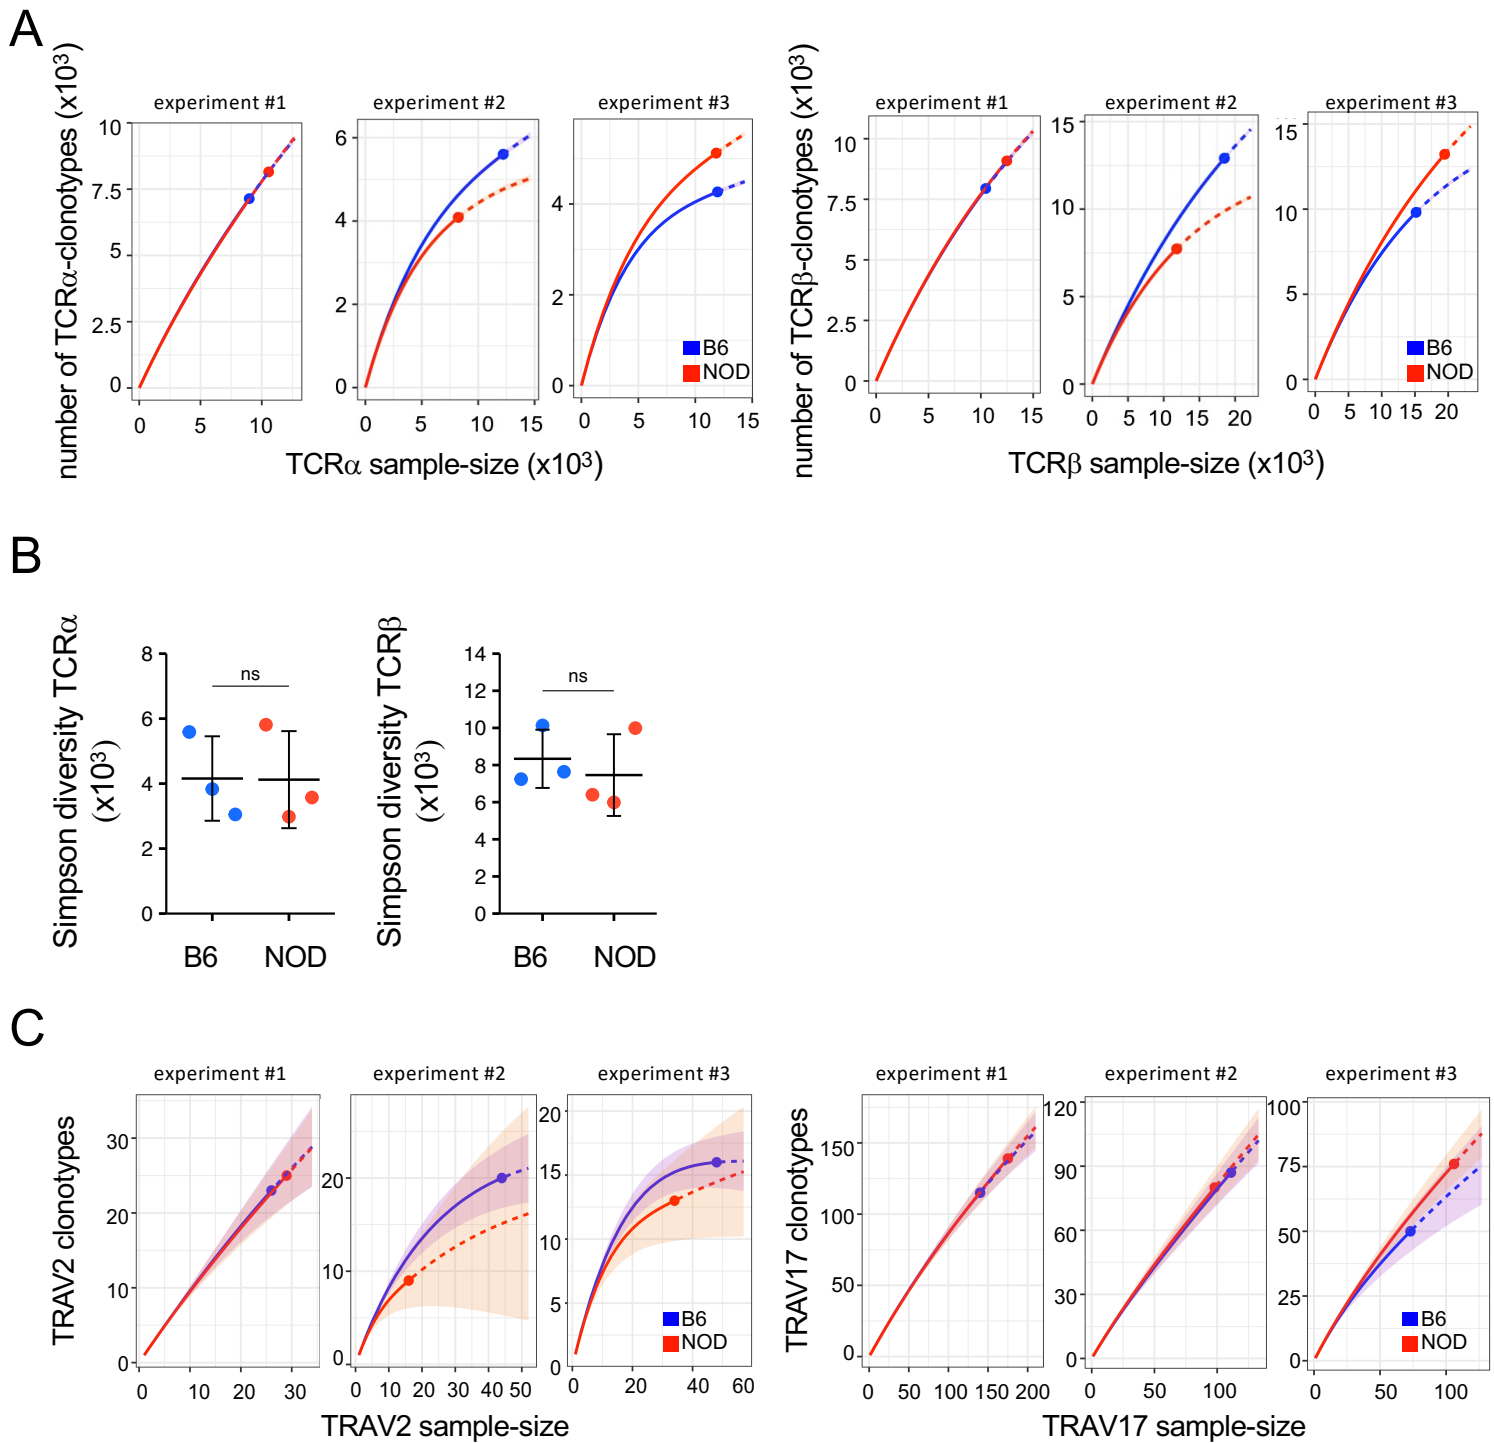 A
number of TCRα-clonotypes (x10³)
experiment #1
experiment #2
experiment #3
10
7.5
5
2.5
0
0 5 10
6
4
2
0
0 5 10 15
4
2
0
0 5 10 15
B6
NOD
TCRα sample-size (x10³)
number of TCRβ-clonotypes (x10³)
experiment #1
experiment #2
experiment #3
10
7.5
5
2.5
0
0 5 10 15
15
10
5
0
0 5 10 15 20
15
10
5
0
0 5 10 15 20
B6
NOD
TCRβ sample-size (x10³)
B
Simpson diversity TCRα
(x10³)
8
6
4
2
0
ns
B6 NOD
Simpson diversity TCRβ
(x10³)
14
12
10
8
6
4
2
0
ns
B6 NOD
C
TRAV2 clonotypes
experiment #1
experiment #2
experiment #3
30
20
10
0
0 10 20 30
20
10
0
0 10 20 30 40 50
20
15
10
5
0
0 20 40 60
B6
NOD
TRAV2 sample-size
TRAV17 clonotypes
experiment #1
experiment #2
experiment #3
150
100
50
0
0 50 100 150 200
120
90
60
30
0
0 50 100
100
75
50
25
0
0 50 100
B6
NOD
TRAV17 sample-size